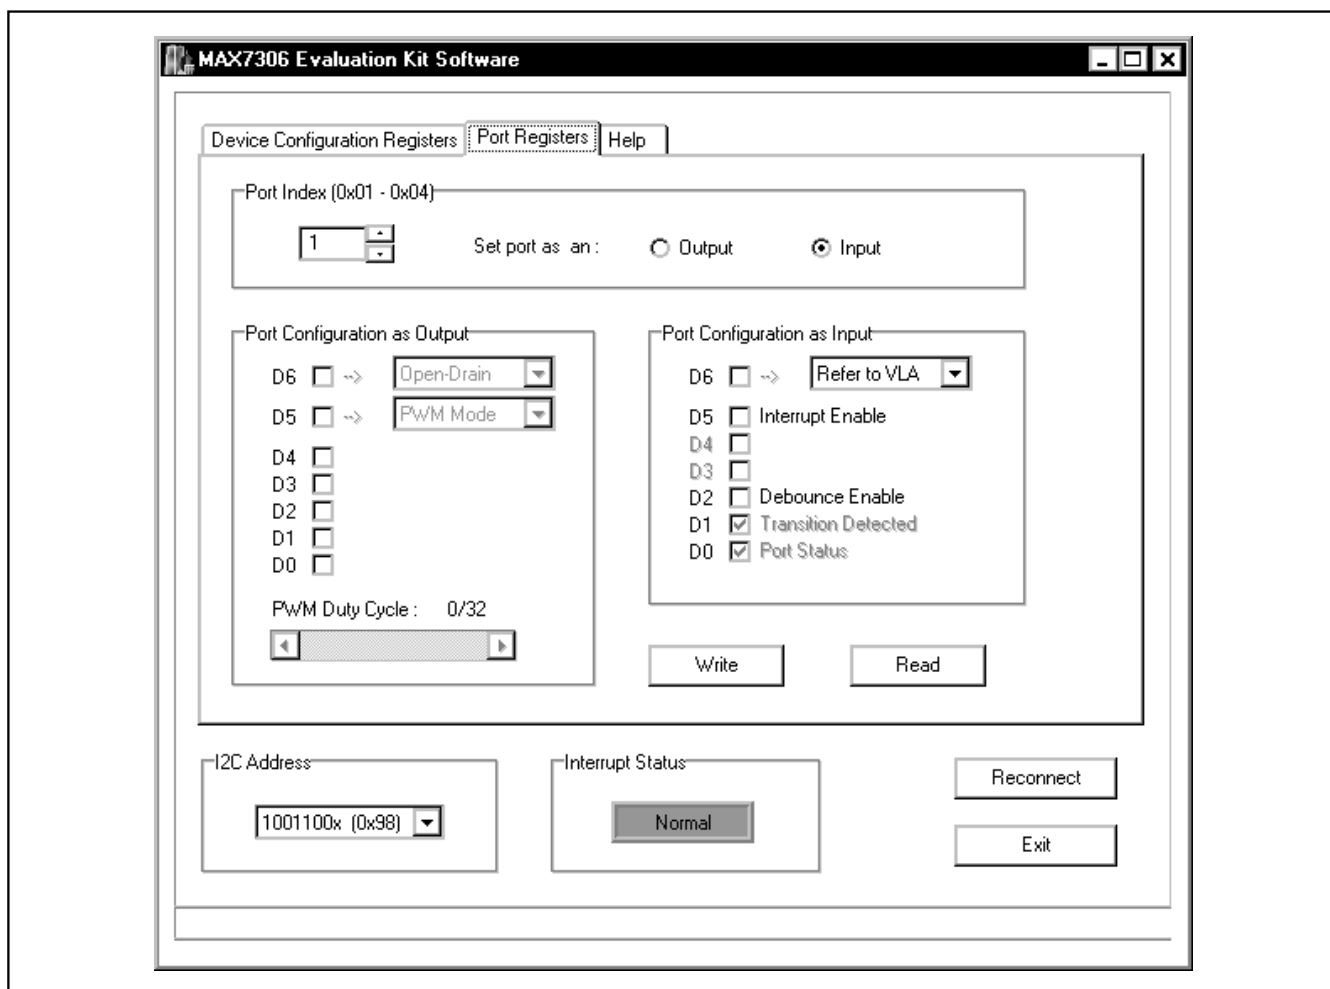 MAX7306 Evaluation Kit Software
Device Configuration Registers Port Registers Help
Port Index (0x01 - 0x04)
1 Set port as an : Output Input
Port Configuration as Output
D6 --> Open-Drain
D5 --> PWM Mode
D4
D3
D2
D1
D0
PWM Duty Cycle : 0/32
Port Configuration as Input
D6 --> Refer to VLA
D5 Interrupt Enable
D4
D3
D2 Debounce Enable
D1 Transition Detected
D0 Port Status
Write Read
I2C Address
1001100x (0x98)
Interrupt Status
Normal
Reconnect
Exit